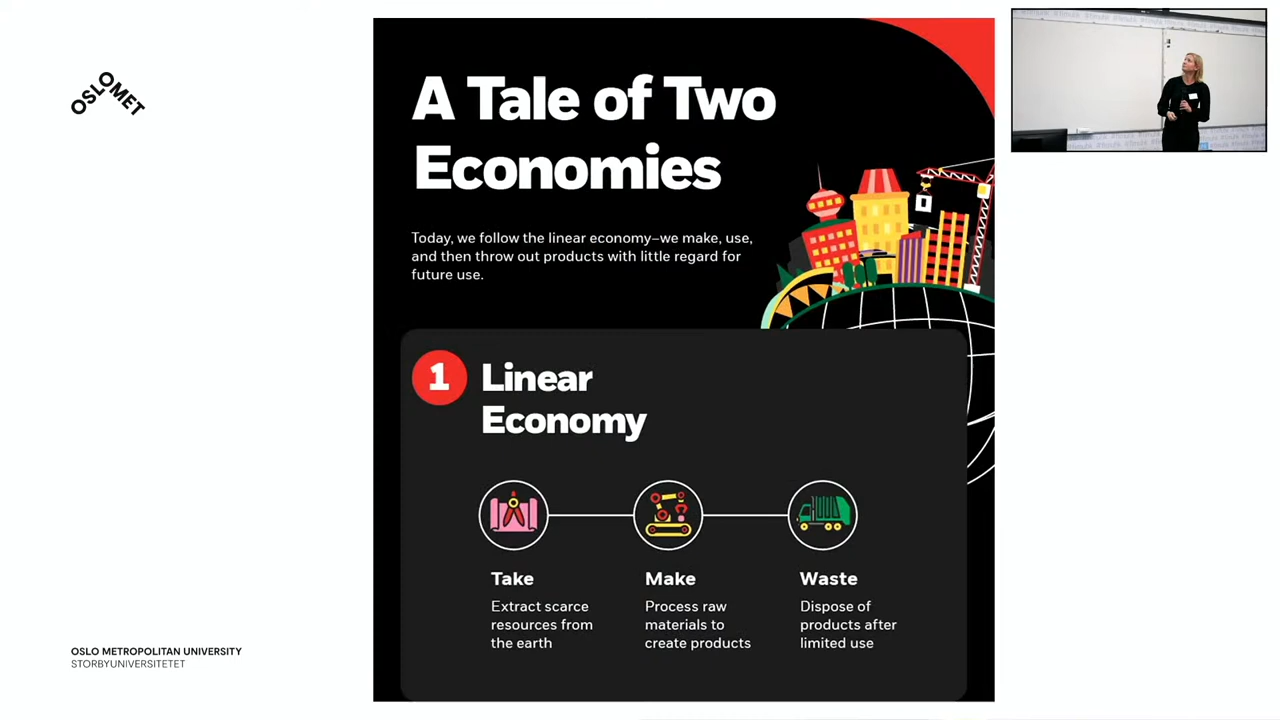 OSLOMET
A Tale of Two
Economies
Today, we follow the linear economy—we make, use,
and then throw out products with little regard for
future use.
1
Linear
Economy
Take
Extract scarce
resources from
the earth
Make
Process raw
materials to
create products
Waste
Dispose of
products after
limited use
OSLO METROPOLITAN UNIVERSITY
STORBYUNIVERSITETET